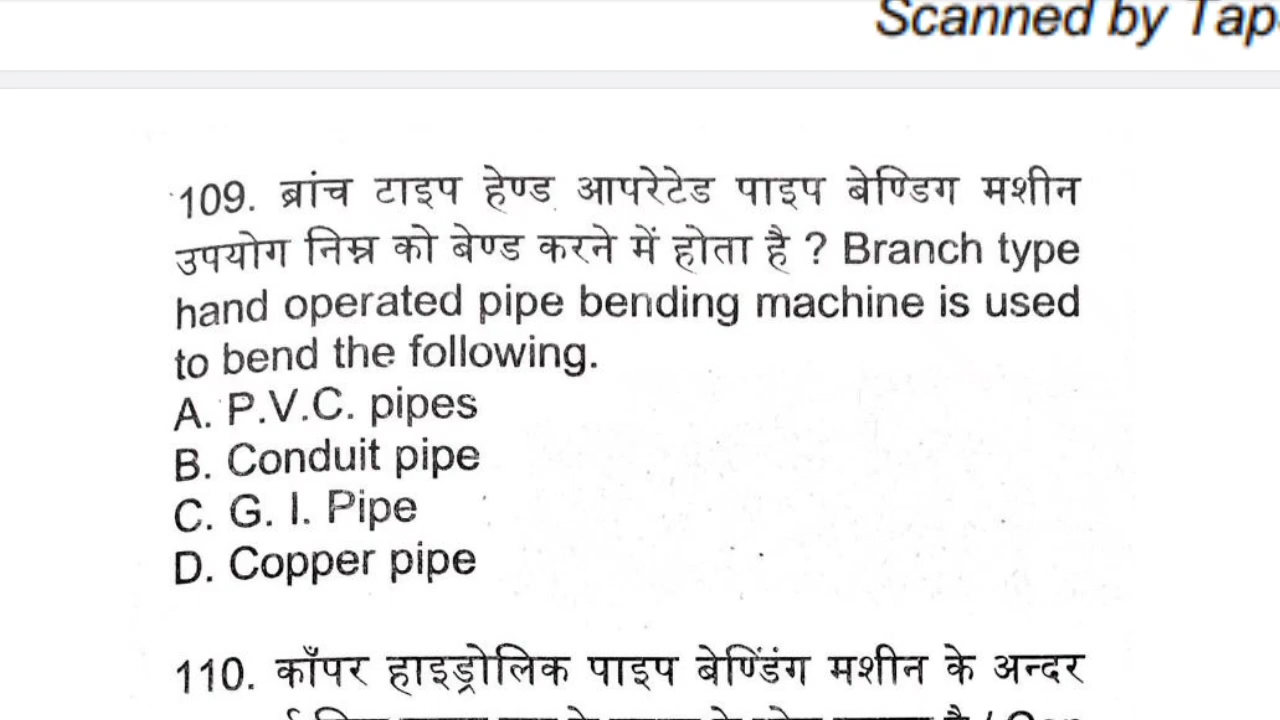 Scanned by Tap
109. ब्रांच टाइप हेण्ड आपरेटेड पाइप बेण्डिग मशीन
उपयोग निम्न को बेण्ड करने में होता है ? Branch type
hand operated pipe bending machine is used
to bend the following.
A. P.V.C. pipes
B. Conduit pipe
C. G. I. Pipe
D. Copper pipe
110. काँपर हाइड्रोलिक पाइप बेण्डिंग मशीन के अन्दर